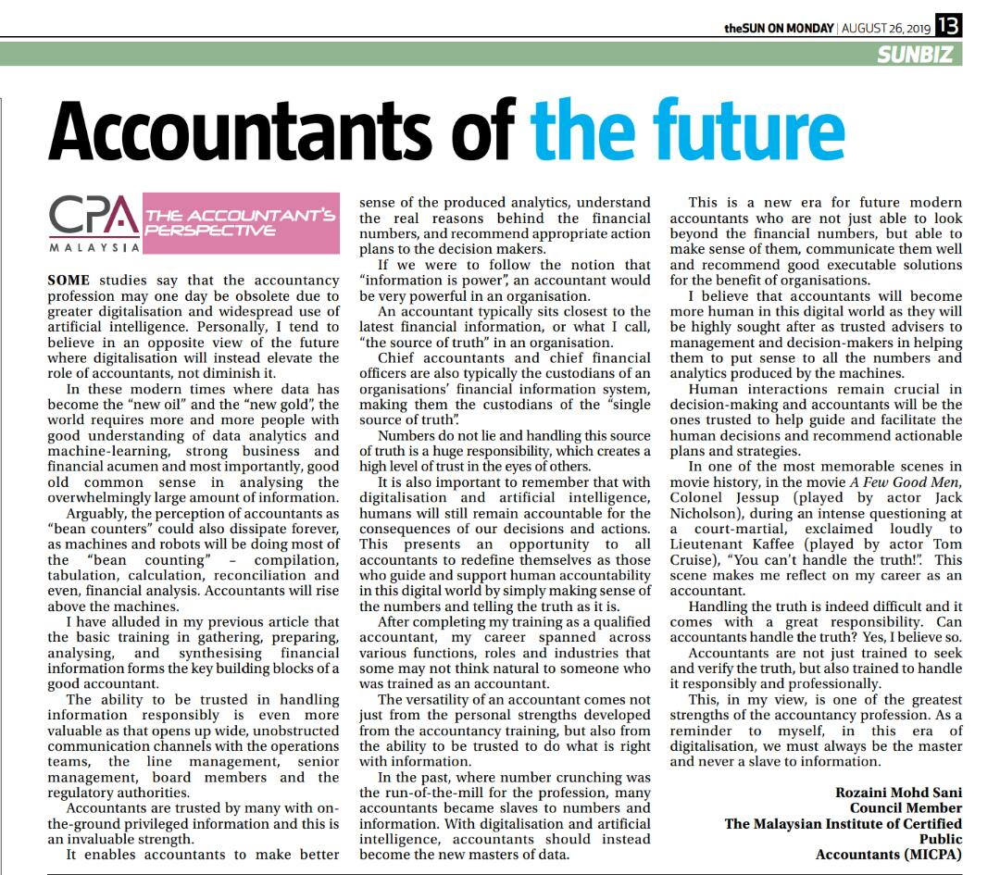 theSUN ON MONDAY | AUGUST 26, 2019 13
SUNBIZ
Accountants of the future
CPA
MALAYSIA
THE ACCOUNTANT'S
PERSPECTIVE
SOME studies say that the accountancy
profession may one day be obsolete due to
greater digitalisation and widespread use of
artificial intelligence. Personally, I tend to
believe in an opposite view of the future
where digitalisation will instead elevate the
role of accountants, not diminish it.
In these modern times where data has
become the “new oil” and the “new gold”, the
world requires more and more people with
good understanding of data analytics and
machine-learning, strong business and
financial acumen and most importantly, good
old common sense in analysing the
overwhelmingly large amount of information.
Arguably, the perception of accountants as
“bean counters” could also dissipate forever,
as machines and robots will be doing most of
the “bean counting” – compilation,
tabulation, calculation, reconciliation and
even, financial analysis. Accountants will rise
above the machines.
I have alluded in my previous article that
the basic training in gathering, preparing,
analysing, and synthesising financial
information forms the key building blocks of a
good accountant.
The ability to be trusted in handling
information responsibly is even more
valuable as that opens up wide, unobstructed
communication channels with the operations
teams, the line management, senior
management, board members and the
regulatory authorities.
Accountants are trusted by many with on-
the-ground privileged information and this is
an invaluable strength.
It enables accountants to make better
sense of the produced analytics, understand
the real reasons behind the financial
numbers, and recommend appropriate action
plans to the decision makers.
If we were to follow the notion that
“information is power”, an accountant would
be very powerful in an organisation.
An accountant typically sits closest to the
latest financial information, or what I call,
“the source of truth” in an organisation.
Chief accountants and chief financial
officers are also typically the custodians of an
organisations’ financial information system,
making them the custodians of the “single
source of truth”.
Numbers do not lie and handling this source
of truth is a huge responsibility, which creates a
high level of trust in the eyes of others.
It is also important to remember that with
digitalisation and artificial intelligence,
humans will still remain accountable for the
consequences of our decisions and actions.
This presents an opportunity to all
accountants to redefine themselves as those
who guide and support human accountability
in this digital world by simply making sense of
the numbers and telling the truth as it is.
After completing my training as a qualified
accountant, my career spanned across
various functions, roles and industries that
some may not think natural to someone who
was trained as an accountant.
The versatility of an accountant comes not
just from the personal strengths developed
from the accountancy training, but also from
the ability to be trusted to do what is right
with information.
In the past, where number crunching was
the run-of-the-mill for the profession, many
accountants became slaves to numbers and
information. With digitalisation and artificial
intelligence, accountants should instead
become the new masters of data.
This is a new era for future modern
accountants who are not just able to look
beyond the financial numbers, but able to
make sense of them, communicate them well
and recommend good executable solutions
for the benefit of organisations.
I believe that accountants will become
more human in this digital world as they will
be highly sought after as trusted advisers to
management and decision-makers in helping
them to put sense to all the numbers and
analytics produced by the machines.
Human interactions remain crucial in
decision-making and accountants will be the
ones trusted to help guide and facilitate the
human decisions and recommend actionable
plans and strategies.
In one of the most memorable scenes in
movie history, in the movie A Few Good Men,
Colonel Jessup (played by actor Jack
Nicholson), during an intense questioning at
a court-martial, exclaimed loudly to
Lieutenant Kaffee (played by actor Tom
Cruise), “You can’t handle the truth!”. This
scene makes me reflect on my career as an
accountant.
Handling the truth is indeed difficult and it
comes with a great responsibility. Can
accountants handle the truth? Yes, I believe so.
Accountants are not just trained to seek
and verify the truth, but also trained to handle
it responsibly and professionally.
This, in my view, is one of the greatest
strengths of the accountancy profession. As a
reminder to myself, in this era of
digitalisation, we must always be the master
and never a slave to information.
Rozaini Mohd Sani
Council Member
The Malaysian Institute of Certified
Public
Accountants (MICPA)